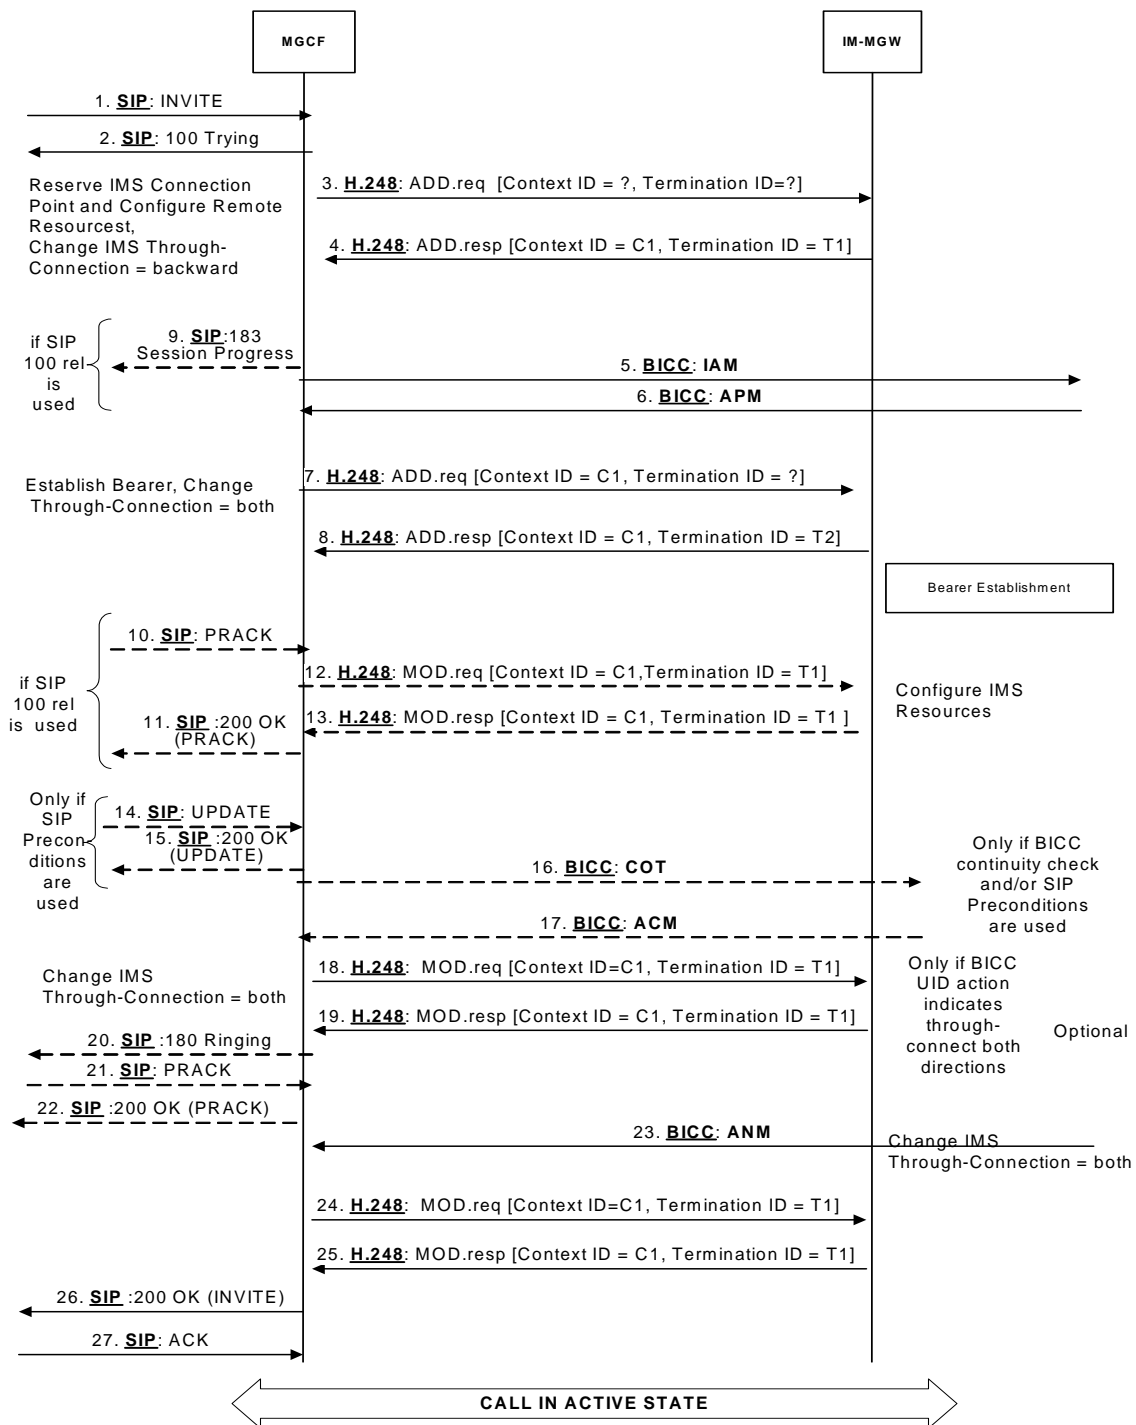 MGCF
IM-MGW
1. SIP: INVITE
2. SIP: 100 Trying
Reserve IMS Connection
Point and Configure Remote
Resourcest,
Change IMS Through-
Connection = backward
3. H.248: ADD.req [Context ID = ?, Termination ID=?]
4. H.248: ADD.resp [Context ID = C1, Termination ID = T1]
if SIP
100 rel
is
used
9. SIP:183
Session Progress
5. BICC: IAM
6. BICC: APM
Establish Bearer, Change
Through-Connection = both
7. H.248: ADD.req [Context ID = C1, Termination ID = ?]
8. H.248: ADD.resp [Context ID = C1, Termination ID = T2]
Bearer Establishment
if SIP
100 rel
is used
10. SIP: PRACK
12. H.248: MOD.req [Context ID = C1,Termination ID = T1]
11. SIP :200 OK
(PRACK)
13. H.248: MOD.resp [Context ID = C1, Termination ID = T1 ]
Configure IMS
Resources
Only if
SIP
Precon
ditions
are
used
14. SIP: UPDATE
15. SIP :200 OK
(UPDATE)
16. BICC: COT
17. BICC: ACM
Only if BICC
continuity check
and/or SIP
Preconditions
are used
Change IMS
Through-Connection = both
18. H.248: MOD.req [Context ID=C1, Termination ID = T1]
19. H.248: MOD.resp [Context ID = C1, Termination ID = T1]
Only if BICC
UID action
indicates
through-
connect both
directions
Optional
20. SIP :180 Ringing
21. SIP: PRACK
22. SIP :200 OK (PRACK)
23. BICC: ANM
Change IMS
Through-Connection = both
24. H.248: MOD.req [Context ID=C1, Termination ID = T1]
25. H.248: MOD.resp [Context ID = C1, Termination ID = T1]
26. SIP :200 OK (INVITE)
27. SIP: ACK
CALL IN ACTIVE STATE